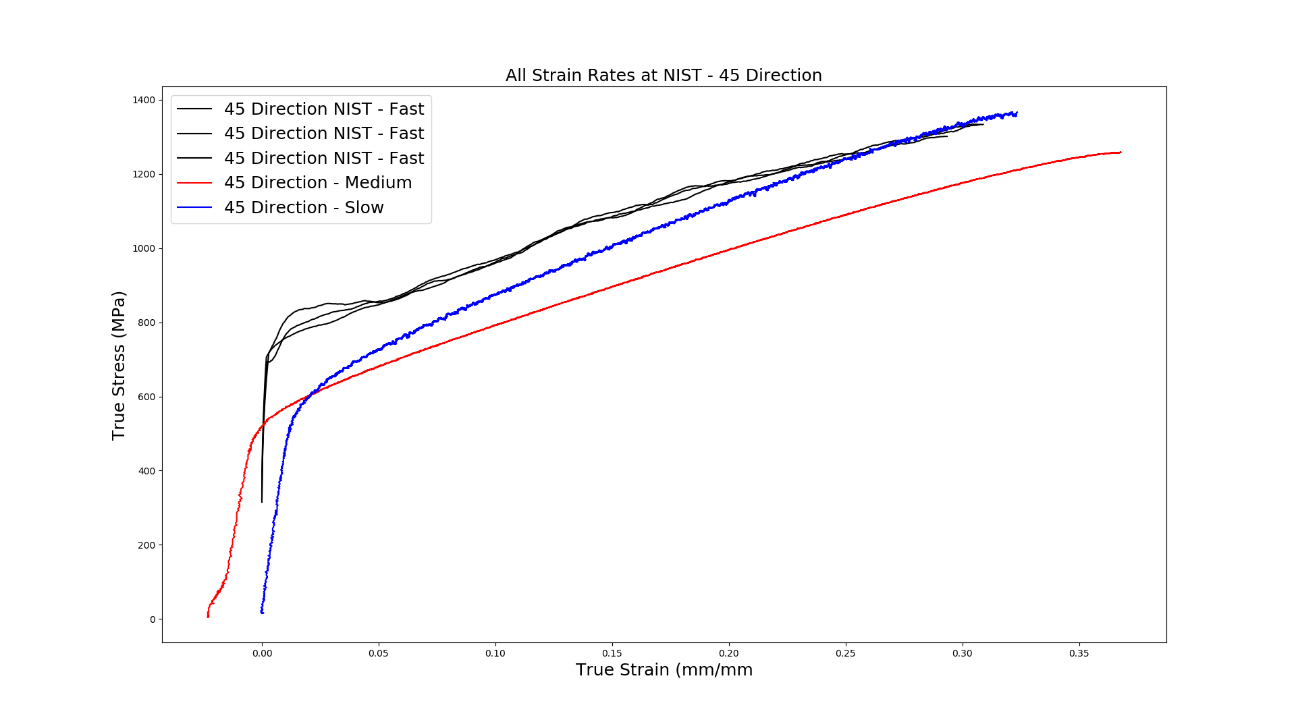 All Strain Rates at NIST - 45 Direction
45 Direction NIST - Fast
45 Direction NIST - Fast
45 Direction NIST - Fast
45 Direction - Medium
45 Direction - Slow
True Stress (MPa)
1400
1200
1000
800
600
400
200
0
0.00 0.05 0.10 0.15 0.20 0.25 0.30 0.35
True Strain (mm/mm